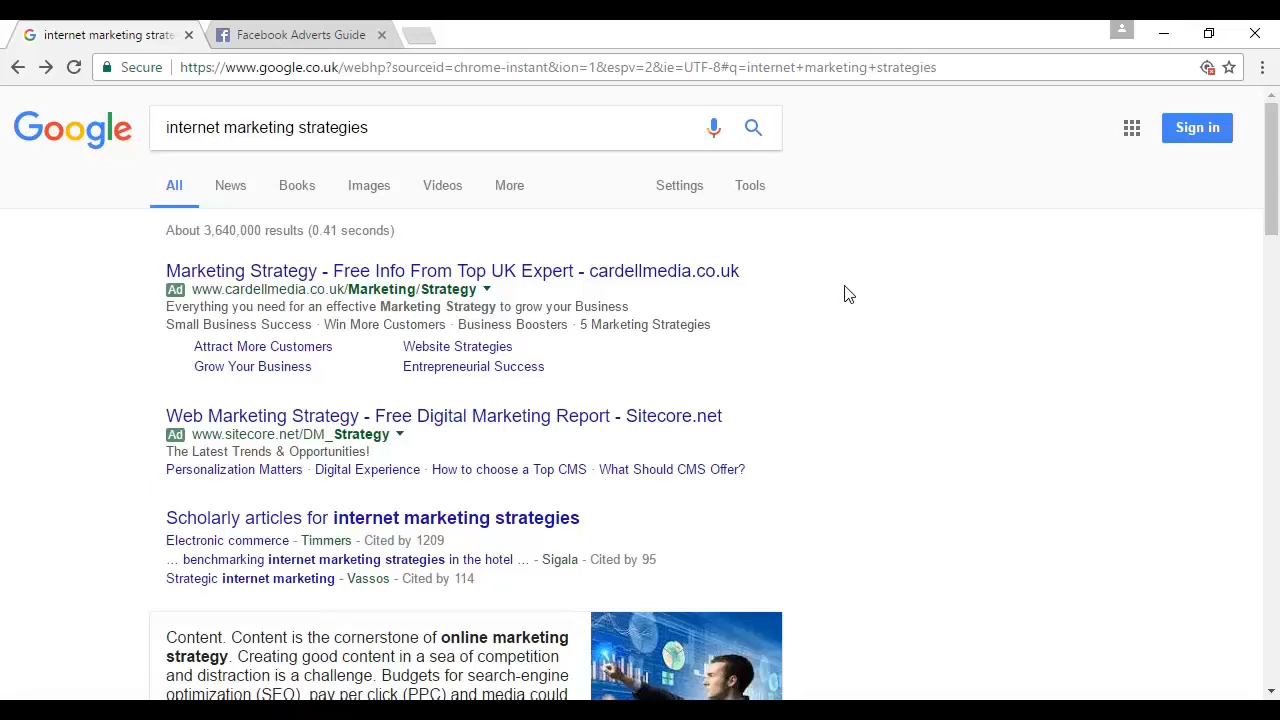 internet marketing strate
Facebook Adverts Guide
Secure https://www.google.co.uk/webhp?sourceid=chrome-instant&ion=1&espv=2&ie=UTF-8#q=internet+marketing+strategies
Google
internet marketing strategies
Sign in
All News Books Images Videos More Settings Tools
About 3,640,000 results (0.41 seconds)
Marketing Strategy - Free Info From Top UK Expert - cardellmedia.co.uk
Ad www.cardellmedia.co.uk/Marketing/Strategy
Everything you need for an effective Marketing Strategy to grow your Business
Small Business Success · Win More Customers · Business Boosters · 5 Marketing Strategies
Attract More Customers Website Strategies
Grow Your Business Entrepreneurial Success
Web Marketing Strategy - Free Digital Marketing Report - Sitecore.net
Ad www.sitecore.net/DM_Strategy
The Latest Trends & Opportunities!
Personalization Matters · Digital Experience · How to choose a Top CMS · What Should CMS Offer?
Scholarly articles for internet marketing strategies
Electronic commerce - Timmers - Cited by 1209
... benchmarking internet marketing strategies in the hotel ... - Sigala - Cited by 95
Strategic internet marketing - Vassos - Cited by 114
Content. Content is the cornerstone of online marketing
strategy. Creating good content in a sea of competition
and distraction is a challenge. Budgets for search-engine
optimization (SEO), pay per click (PPC) and media could